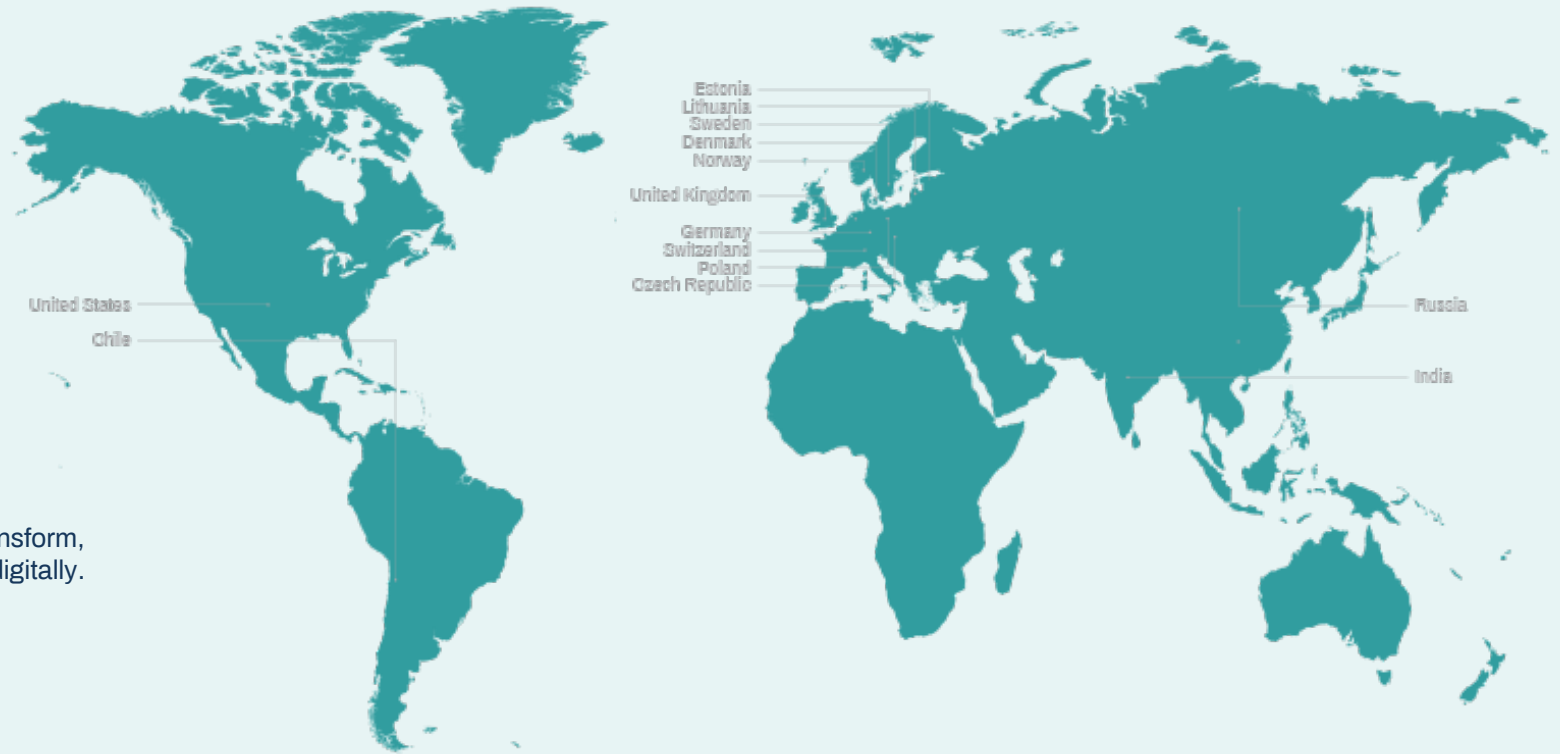 Estonia
Lithuania
Sweden
Denmark
Norway
United Kingdom
Germany
Switzerland
Poland
Czech Republic
United States
Chile
Russia
India
nsform,
digitally.